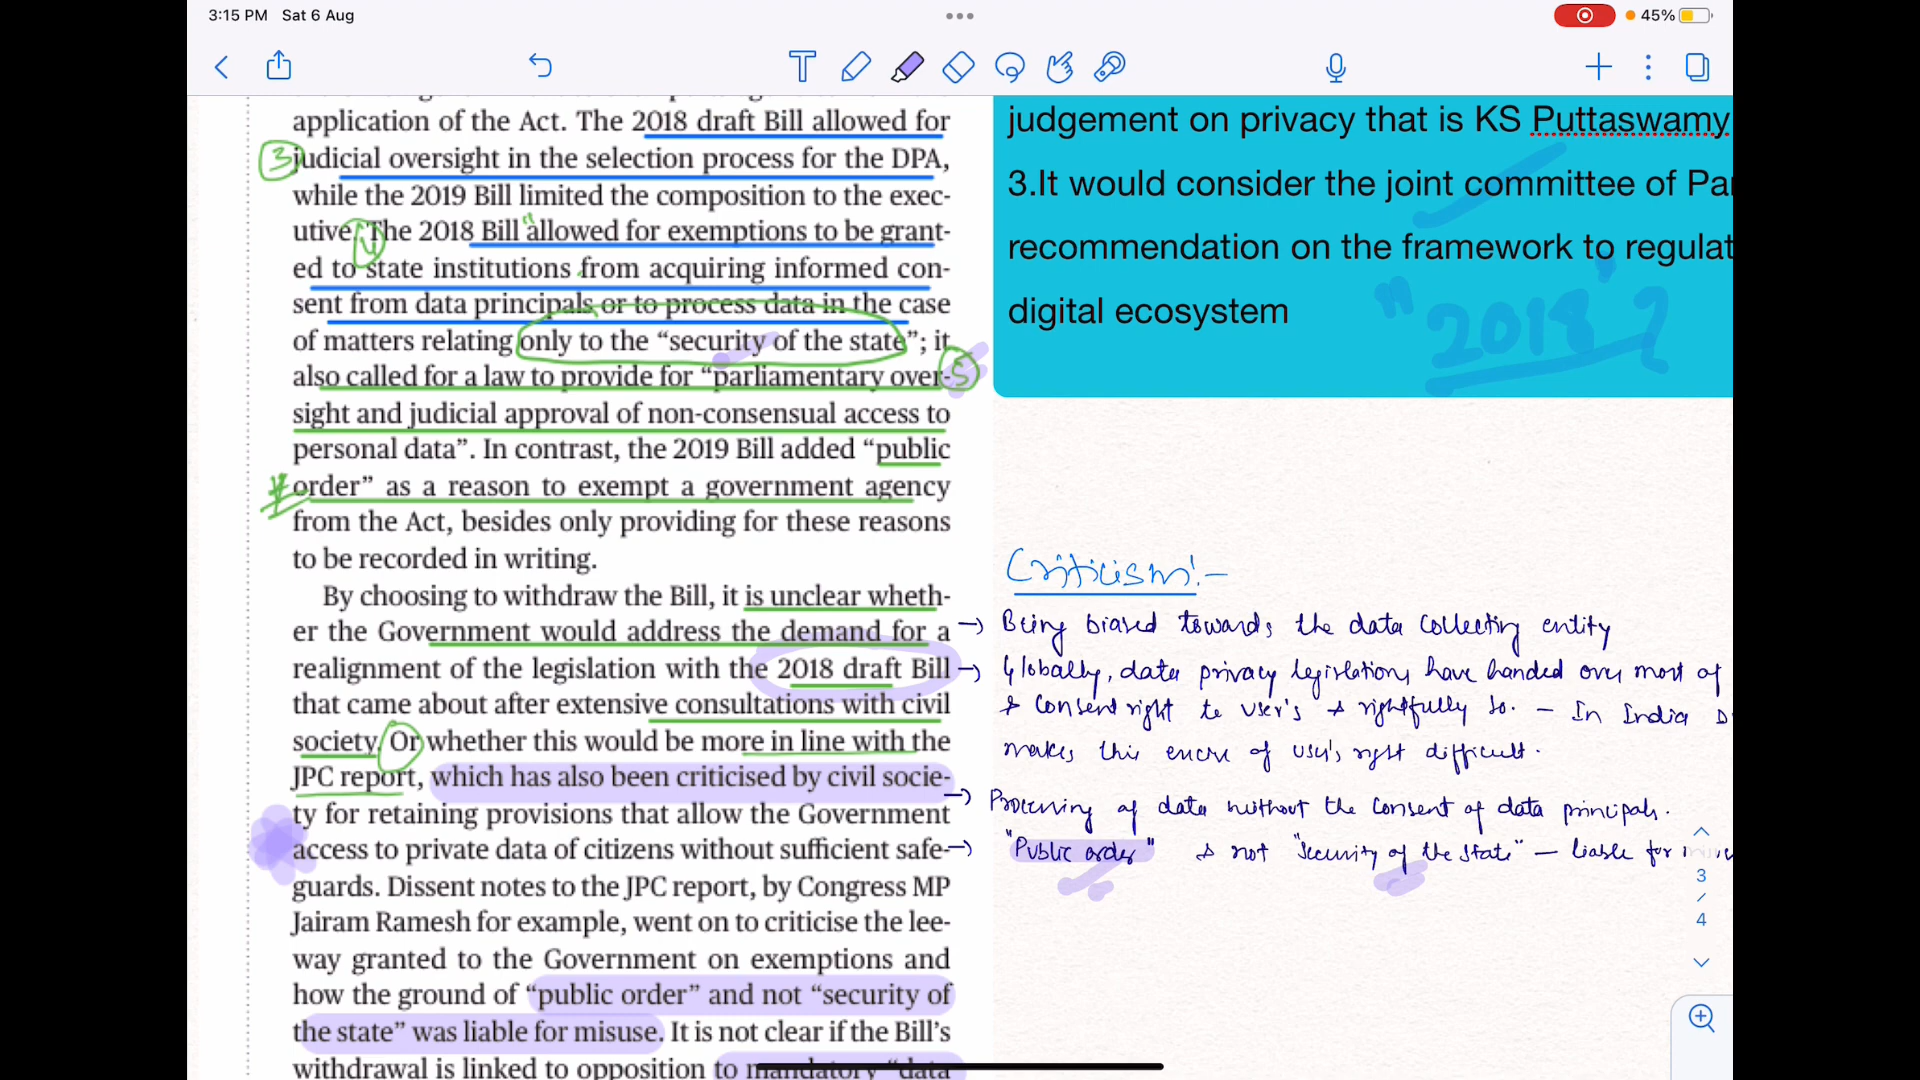 3:15 PM Sat 6 Aug
45%
application of the Act. The 2018 draft Bill allowed for
3 judicial oversight in the selection process for the DPA,
while the 2019 Bill limited the composition to the exec-
utive. The 2018 Bill allowed for exemptions to be grant-
4
ed to state institutions from acquiring informed con-
sent from data principals or to process data in the case
of matters relating only to the “security of the state”; it
also called for a law to provide for “parliamentary over- 5
sight and judicial approval of non-consensual access to
personal data”. In contrast, the 2019 Bill added “public
order” as a reason to exempt a government agency
from the Act, besides only providing for these reasons
to be recorded in writing.
By choosing to withdraw the Bill, it is unclear wheth-
er the Government would address the demand for a
realignment of the legislation with the 2018 draft Bill
that came about after extensive consultations with civil
society. Or whether this would be more in line with the
JPC report, which has also been criticised by civil socie-
ty for retaining provisions that allow the Government
access to private data of citizens without sufficient safe-
guards. Dissent notes to the JPC report, by Congress MP
Jairam Ramesh for example, went on to criticise the lee-
way granted to the Government on exemptions and
how the ground of “public order” and not “security of
the state” was liable for misuse. It is not clear if the Bill’s
withdrawal is linked to opposition to mandatory “data
judgement on privacy that is KS Puttaswamy
3.It would consider the joint committee of Pa
recommendation on the framework to regulat
digital ecosystem
"2018"?
Criticism:-
→ Being biased towards the data collecting entity
→ Globally, data privacy legislations have handed over most of
& consent right to user's & rightfully so. - In India D
makes this of user's right difficult.
→ Processing of data without the consent of data principals.
→ "Public order" & not "Security of the State" - liable for
3
/
4